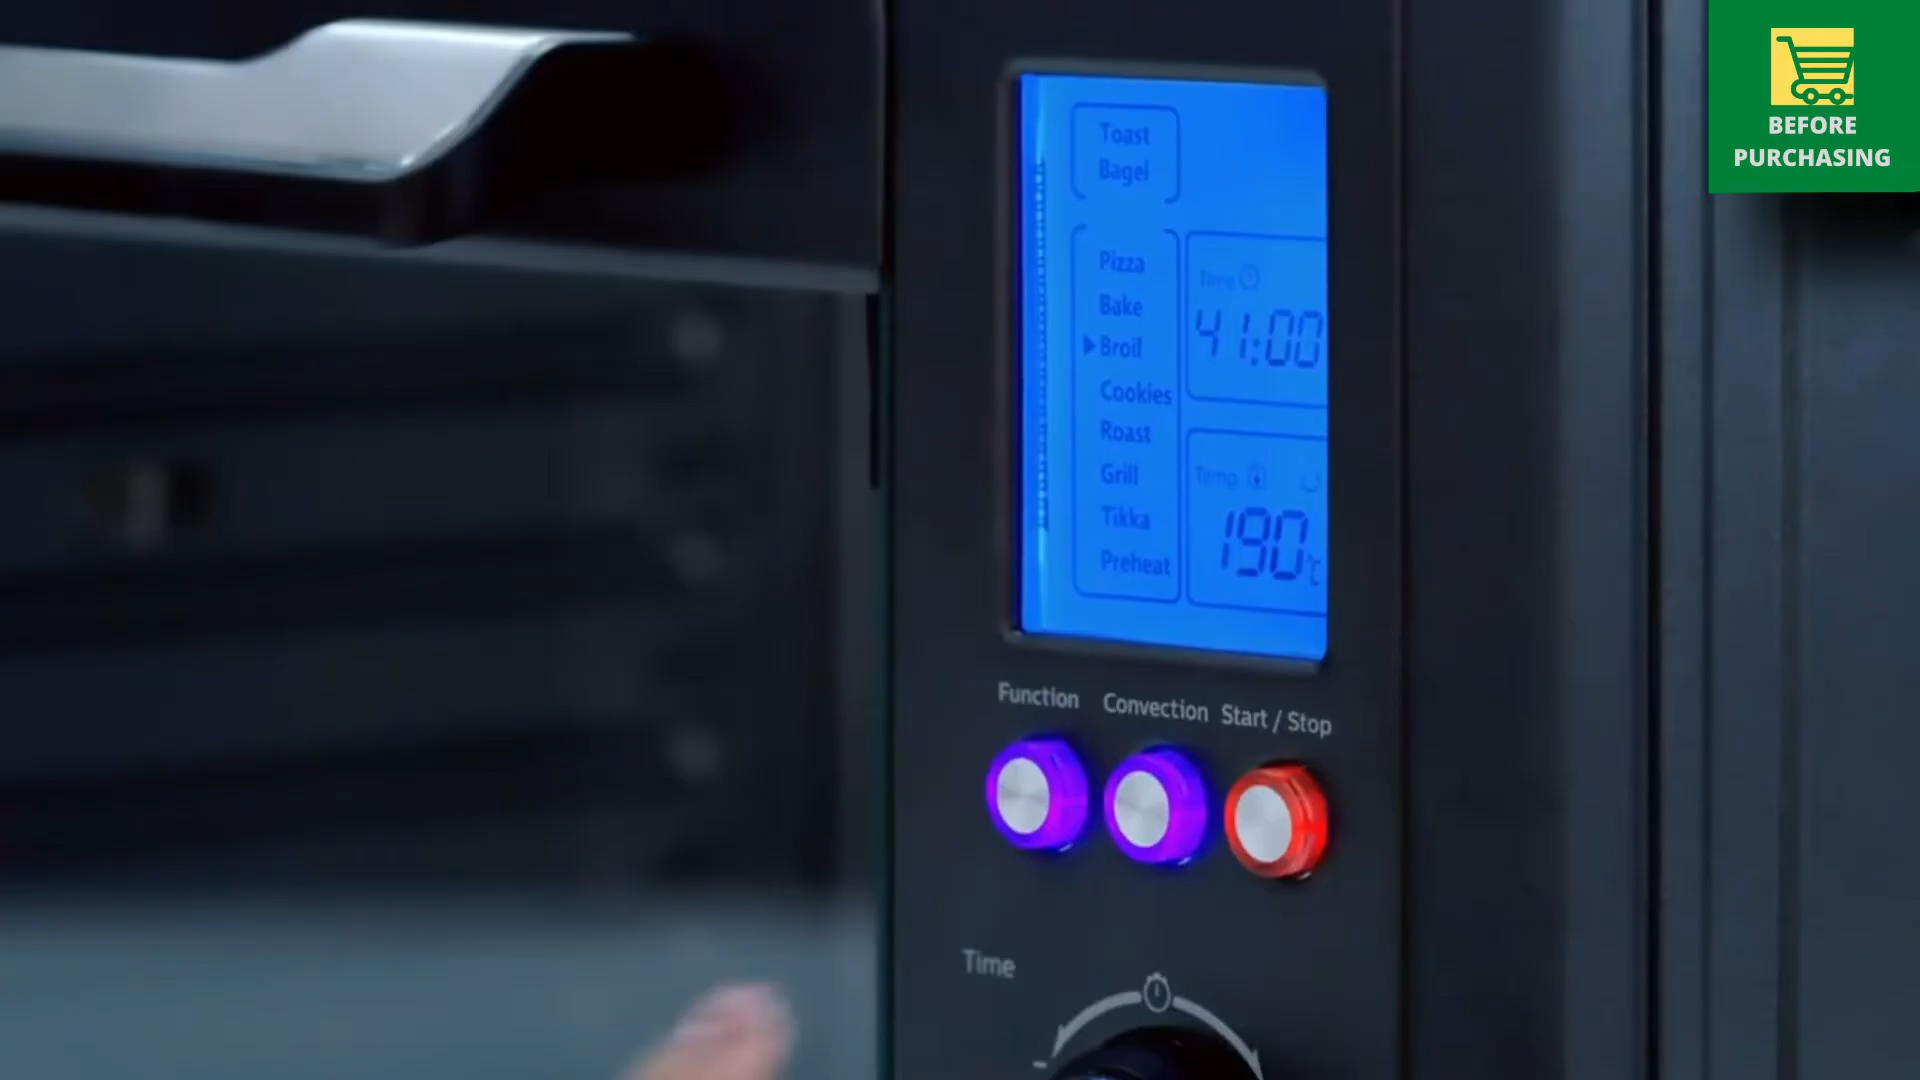 BEFORE
PURCHASING
Toast
Bagel
Pizza
Bake
Broil
Cookies
Roast
Grill
Tikka
Preheat
Time
41:00
Temp
190°C
Function Convection Start / Stop
Time